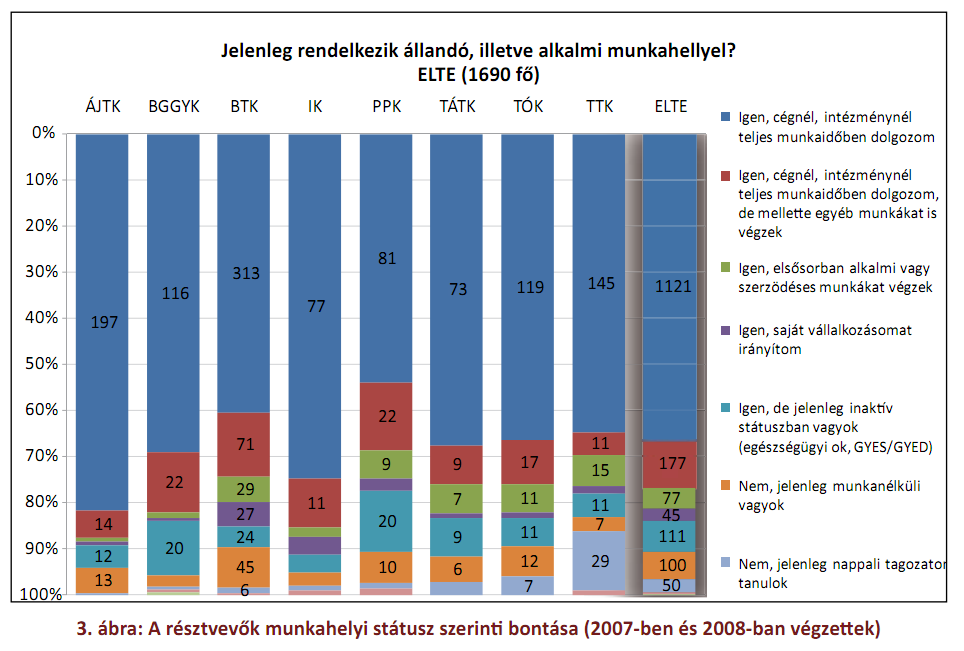 Jelenleg rendelkezik állandó, illetve alkalmi munkahellyel?
ELTE (1690 fő)
ÁJTK BGGYK BTK IK PPK TÁTK TÓK TTK ELTE
0%
10%
20%
30%
40%
50%
60%
70%
80%
90%
100%
197 14 12 13
116 22 20
313 71 29 27 24 45 6
77 11
81 22 9 20 10
73 9 7 9 6
119 17 11 11 12 7
145 11 15 11 7 29
1121 177 77 45 111 100 50
Igen, cégnél, intézménynél
teljes munkaidőben dolgozom
Igen, cégnél, intézménynél
teljes munkaidőben dolgozom,
de mellette egyéb munkákat is
végzek
Igen, elsősorban alkalmi vagy
szerzödéses munkákat végzek
Igen, saját vállalkozásomat
irányítom
Igen, de jelenleg inaktív
státuszban vagyok
(egészségügyi ok, GYES/GYED)
Nem, jelenleg munkanélküli
vagyok
Nem, jelenleg nappali tagozaton
tanulok
3. ábra: A résztvevők munkahelyi státusz szerinti bontása (2007-ben és 2008-ban végzettek)